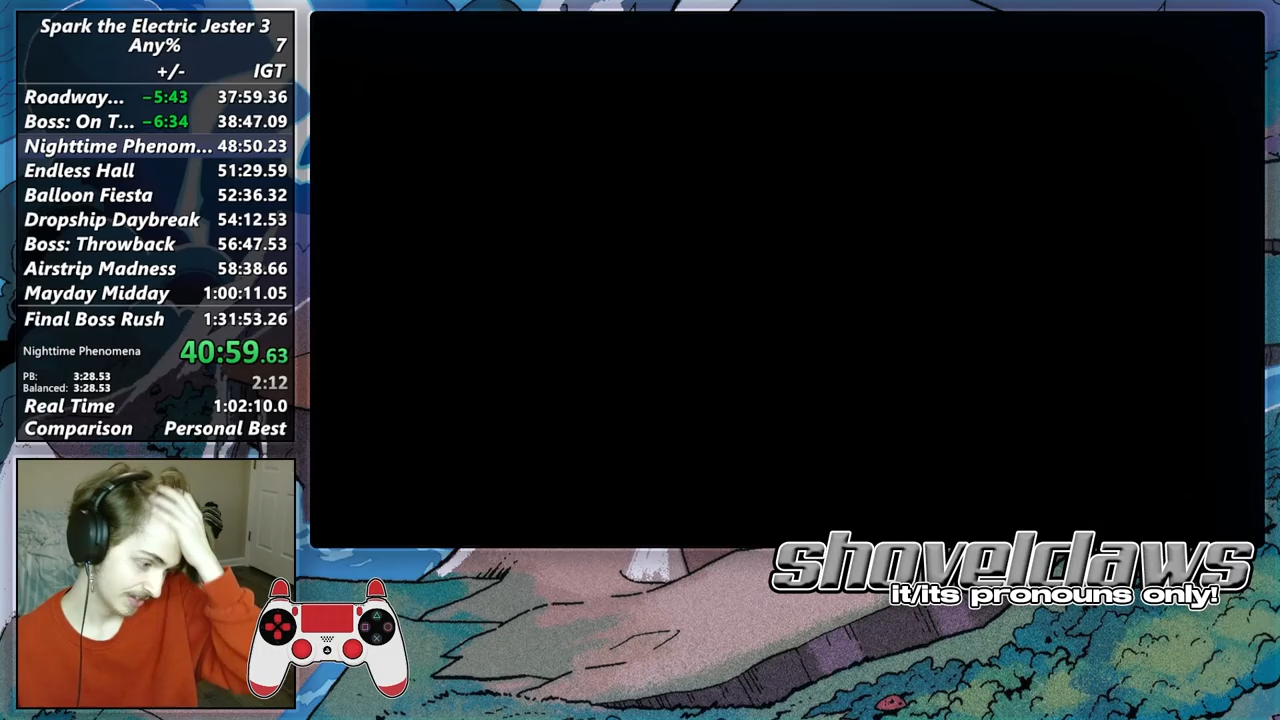 Spark the Electric Jester 3
Any% 7
+/- IGT
Roadway... −5:43 37:59.36
Boss: On T... −6:34 38:47.09
Nighttime Phenom... 48:50.23
Endless Hall 51:29.59
Balloon Fiesta 52:36.32
Dropship Daybreak 54:12.53
Boss: Throwback 56:47.53
Airstrip Madness 58:38.66
Mayday Midday 1:00:11.05
Final Boss Rush 1:31:53.26
Nighttime Phenomena 40:59.63
PB: 3:28.53
Balanced: 3:28.53 2:12
Real Time 1:02:10.0
Comparison Personal Best
shovelclaws
it/its pronouns only!